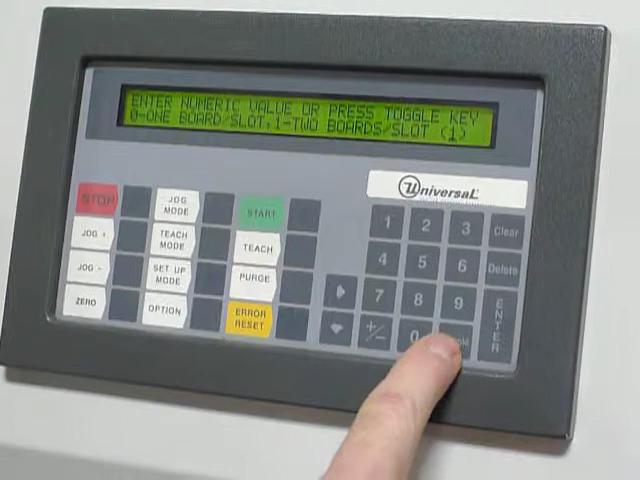 ENTER NUMERIC VALUE OR PRESS TOGGLE KEY
0-ONE BOARD/SLOT,1-TWO BOARDS/SLOT (1)
Universal
STOP
JOG MODE
START
1 2 3 Clear
JOG +
TEACH MODE
TEACH
4 5 6 Delete
JOG -
SET UP MODE
PURGE
7 8 9
ENTER
ZERO
OPTION
ERROR RESET
+/- 0